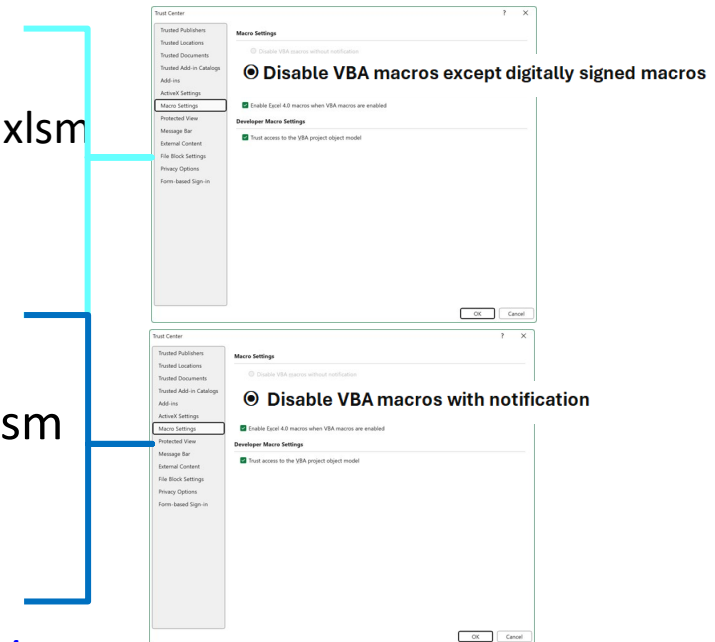 Trust Center ? ×
Trusted Publishers
Trusted Locations
Trusted Documents
Trusted Add-in Catalogs
Add-ins
ActiveX Settings
Macro Settings
Protected View
Message Bar
External Content
File Block Settings
Privacy Options
Form-based Sign-in
Macro Settings
Disable VBA macros without notification
Disable VBA macros except digitally signed macros
Enable Excel 4.0 macros when VBA macros are enabled
Developer Macro Settings
Trust access to the VBA project object model
OK Cancel
xlsm
Trust Center ? ×
Trusted Publishers
Trusted Locations
Trusted Documents
Trusted Add-in Catalogs
Add-ins
ActiveX Settings
Macro Settings
Protected View
Message Bar
External Content
File Block Settings
Privacy Options
Form-based Sign-in
Macro Settings
Disable VBA macros without notification
Disable VBA macros with notification
Enable Excel 4.0 macros when VBA macros are enabled
Developer Macro Settings
Trust access to the VBA project object model
OK Cancel
sm